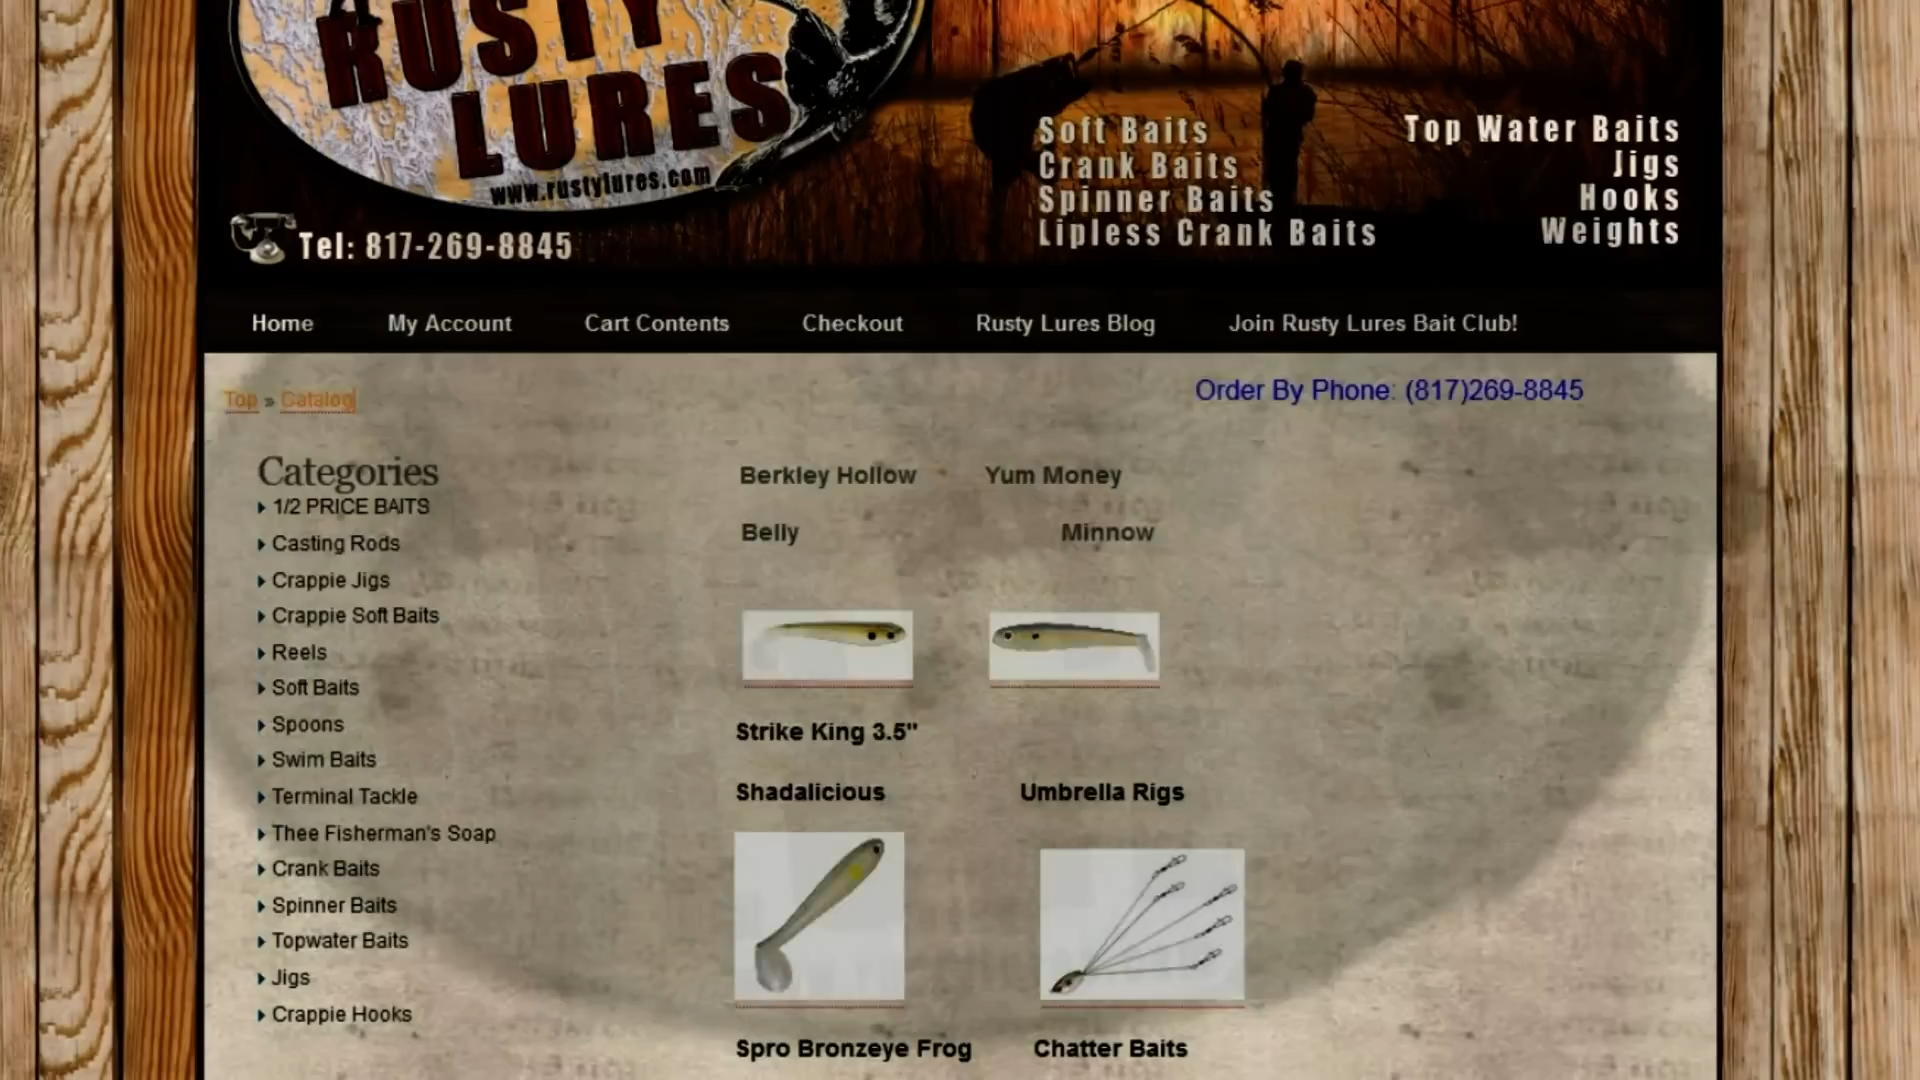 RUSTY
LURES
www.rustylures.com
Tel: 817-269-8845
Soft Baits
Crank Baits
Spinner Baits
Lipless Crank Baits
Top Water Baits
Jigs
Hooks
Weights
Home My Account Cart Contents Checkout Rusty Lures Blog Join Rusty Lures Bait Club!
Top » Catalog
Order By Phone: (817)269-8845
Categories
1/2 PRICE BAITS
Casting Rods
Crappie Jigs
Crappie Soft Baits
Reels
Soft Baits
Spoons
Swim Baits
Terminal Tackle
Thee Fisherman's Soap
Crank Baits
Spinner Baits
Topwater Baits
Jigs
Crappie Hooks
Berkley Hollow
Belly
Yum Money
Minnow
Strike King 3.5"
Shadalicious
Umbrella Rigs
Spro Bronzeye Frog
Chatter Baits